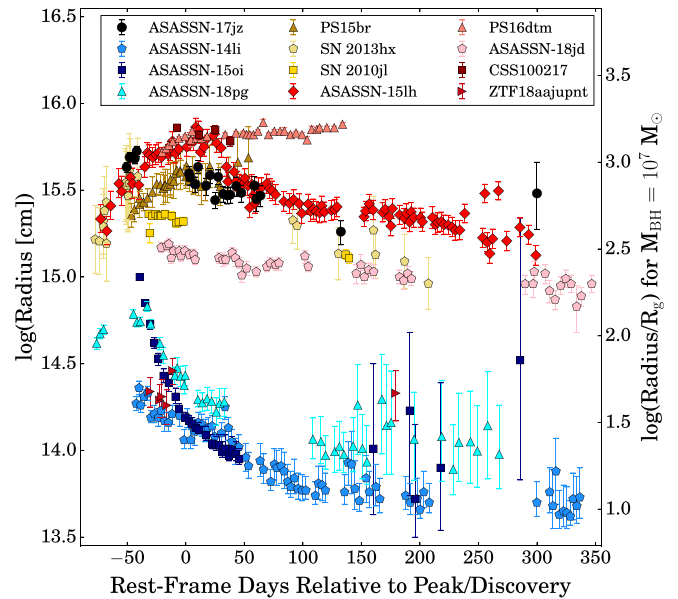 ASASSN-17jz
ASASSN-14li
ASASSN-15oi
ASASSN-18pg
PS15br
SN 2013hx
SN 2010jl
ASASSN-15lh
PS16dtm
ASASSN-18jd
CSS100217
ZTF18aajupnt
log(Radius [cm])
16.5
16.0
15.5
15.0
14.5
14.0
13.5
log(Radius/R_g) for M_BH = 10^7 M_⊙
3.5
3.0
2.5
2.0
1.5
1.0
−50 0 50 100 150 200 250 300 350
Rest-Frame Days Relative to Peak/Discovery